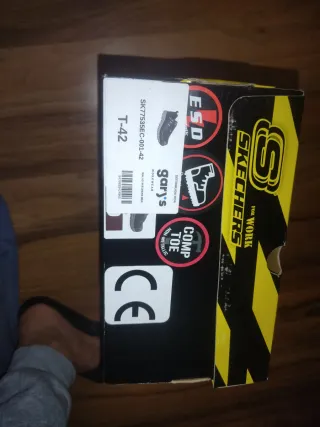 SK77535EC-001-42
T-42
garys
ESD
COMP
TOE
CE
S
SKECHERS
FOR WORK